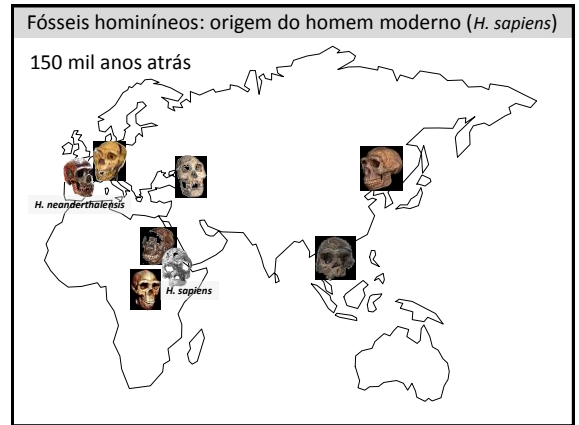 Fósseis hominíneos: origem do homem moderno (H. sapiens)
150 mil anos atrás
H. neanderthalensis
H. sapiens